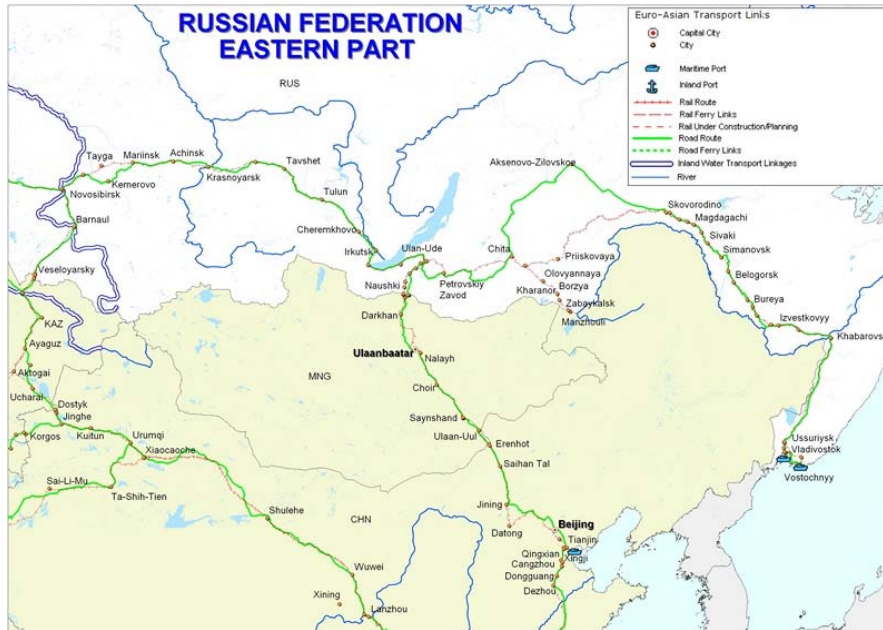 RUSSIAN FEDERATION
EASTERN PART
Euro-Asian Transport Links
Capital City
City
Maritime Port
Inland Port
Rail Route
Rail Ferry Links
Rail Under Construction/Planning
Road Route
Road Ferry Links
Inland Water Transport Linkages
River
RUS
Tayga
Mariinsk
Achinsk
Krasnoyarsk
Tavshet
Kemerovo
Novosibirsk
Aksenovo-Zilovskoe
Tulun
Skovorodino
Magdagachi
Barnaul
Cheremkhovo
Sivaki
Irkutsk
Ulan-Ude
Chita
Simanovsk
Priiskovaya
Veseloyarsky
Belogorsk
Olovyannaya
Naushki
Petrovskiy
Zavod
Kharanor
Borzya
Bureya
Zabaykalsk
KAZ
Darkhan
Manzhouli
Izvestkovyy
Khabarovs
Ayaguz
Ulaanbaatar
Nalayh
Aktogai
MNG
Choir
Ucharal
Dostyk
Jinghe
Saynshand
Korgos
Kuitun
Urumqi
Ulaan-Uul
Erenhot
Ussuriysk
Xiaocaoche
Vladivostok
Saihan Tal
Sai-Li-Mu
Vostochnyy
Ta-Shih-Tien
Jining
Shulehe
CHN
Beijing
Datong
Tianjin
Qingxian
Xingji
Cangzhou
Wuwei
Dongguang
Dezhou
Xining
Lanzhou